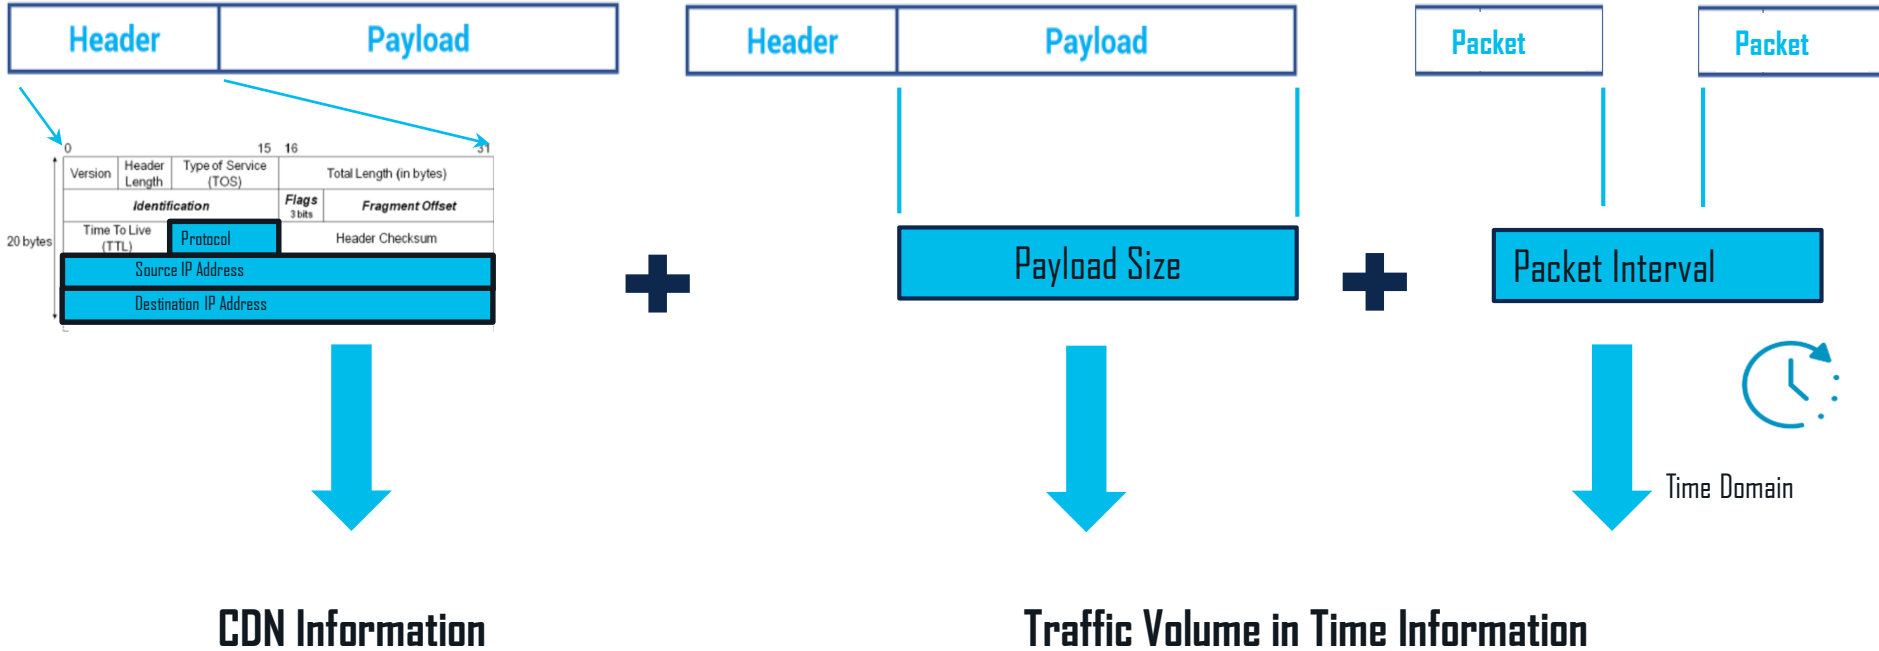 Header
Payload
Header
Payload
Packet
Packet
0
15
16
31
Version
Header
Length
Type of Service
(TOS)
Total Length (in bytes)
Identification
Flags
3 bits
Fragment Offset
20 bytes
Time To Live
(TTL)
Protocol
Header Checksum
Source IP Address
Destination IP Address
Payload Size
Packet Interval
Time Domain
CDN Information
Traffic Volume in Time Information